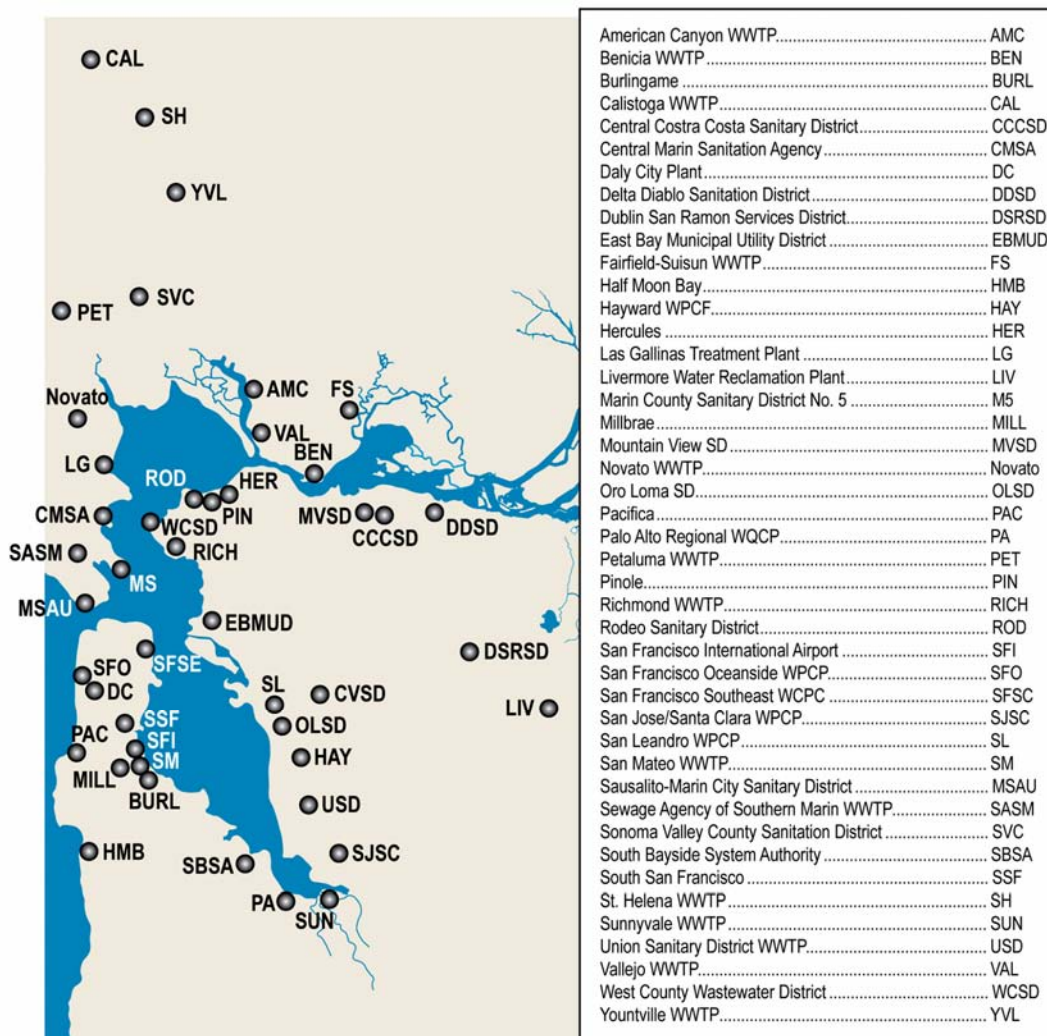 CAL
SH
YVL
SVC
PET
AMC
FS
Novato
VAL
BEN
LG
ROD
HER
PIN
MVSD
CCCSD
DDSD
CMSA
WCSD
RICH
SASM
MS
MSAU
EBMUD
SFSE
DSRSD
SFO
DC
SL
CVSD
LIV
OLSD
SSF
PAC
SFI
SM
HAY
MILL
BURL
USD
HMB
SBSA
SJSC
PA
SUN
American Canyon WWTP AMC
Benicia WWTP BEN
Burlingame BURL
Calistoga WWTP CAL
Central Costra Costa Sanitary District CCCSD
Central Marin Sanitation Agency CMSA
Daly City Plant DC
Delta Diablo Sanitation District DDSD
Dublin San Ramon Services District DSRSD
East Bay Municipal Utility District EBMUD
Fairfield-Suisun WWTP FS
Half Moon Bay HMB
Hayward WPCF HAY
Hercules HER
Las Gallinas Treatment Plant LG
Livermore Water Reclamation Plant LIV
Marin County Sanitary District No. 5 M5
Millbrae MILL
Mountain View SD MVSD
Novato WWTP Novato
Oro Loma SD OLSD
Pacifica PAC
Palo Alto Regional WQCP PA
Petaluma WWTP PET
Pinole PIN
Richmond WWTP RICH
Rodeo Sanitary District ROD
San Francisco International Airport SFI
San Francisco Oceanside WPCP SFO
San Francisco Southeast WCPC SFSC
San Jose/Santa Clara WPCP SJSC
San Leandro WPCP SL
San Mateo WWTP SM
Sausalito-Marin City Sanitary District MSAU
Sewage Agency of Southern Marin WWTP SASM
Sonoma Valley County Sanitation District SVC
South Bayside System Authority SBSA
South San Francisco SSF
St. Helena WWTP SH
Sunnyvale WWTP SUN
Union Sanitary District WWTP USD
Vallejo WWTP VAL
West County Wastewater District WCSD
Yountville WWTP YVL